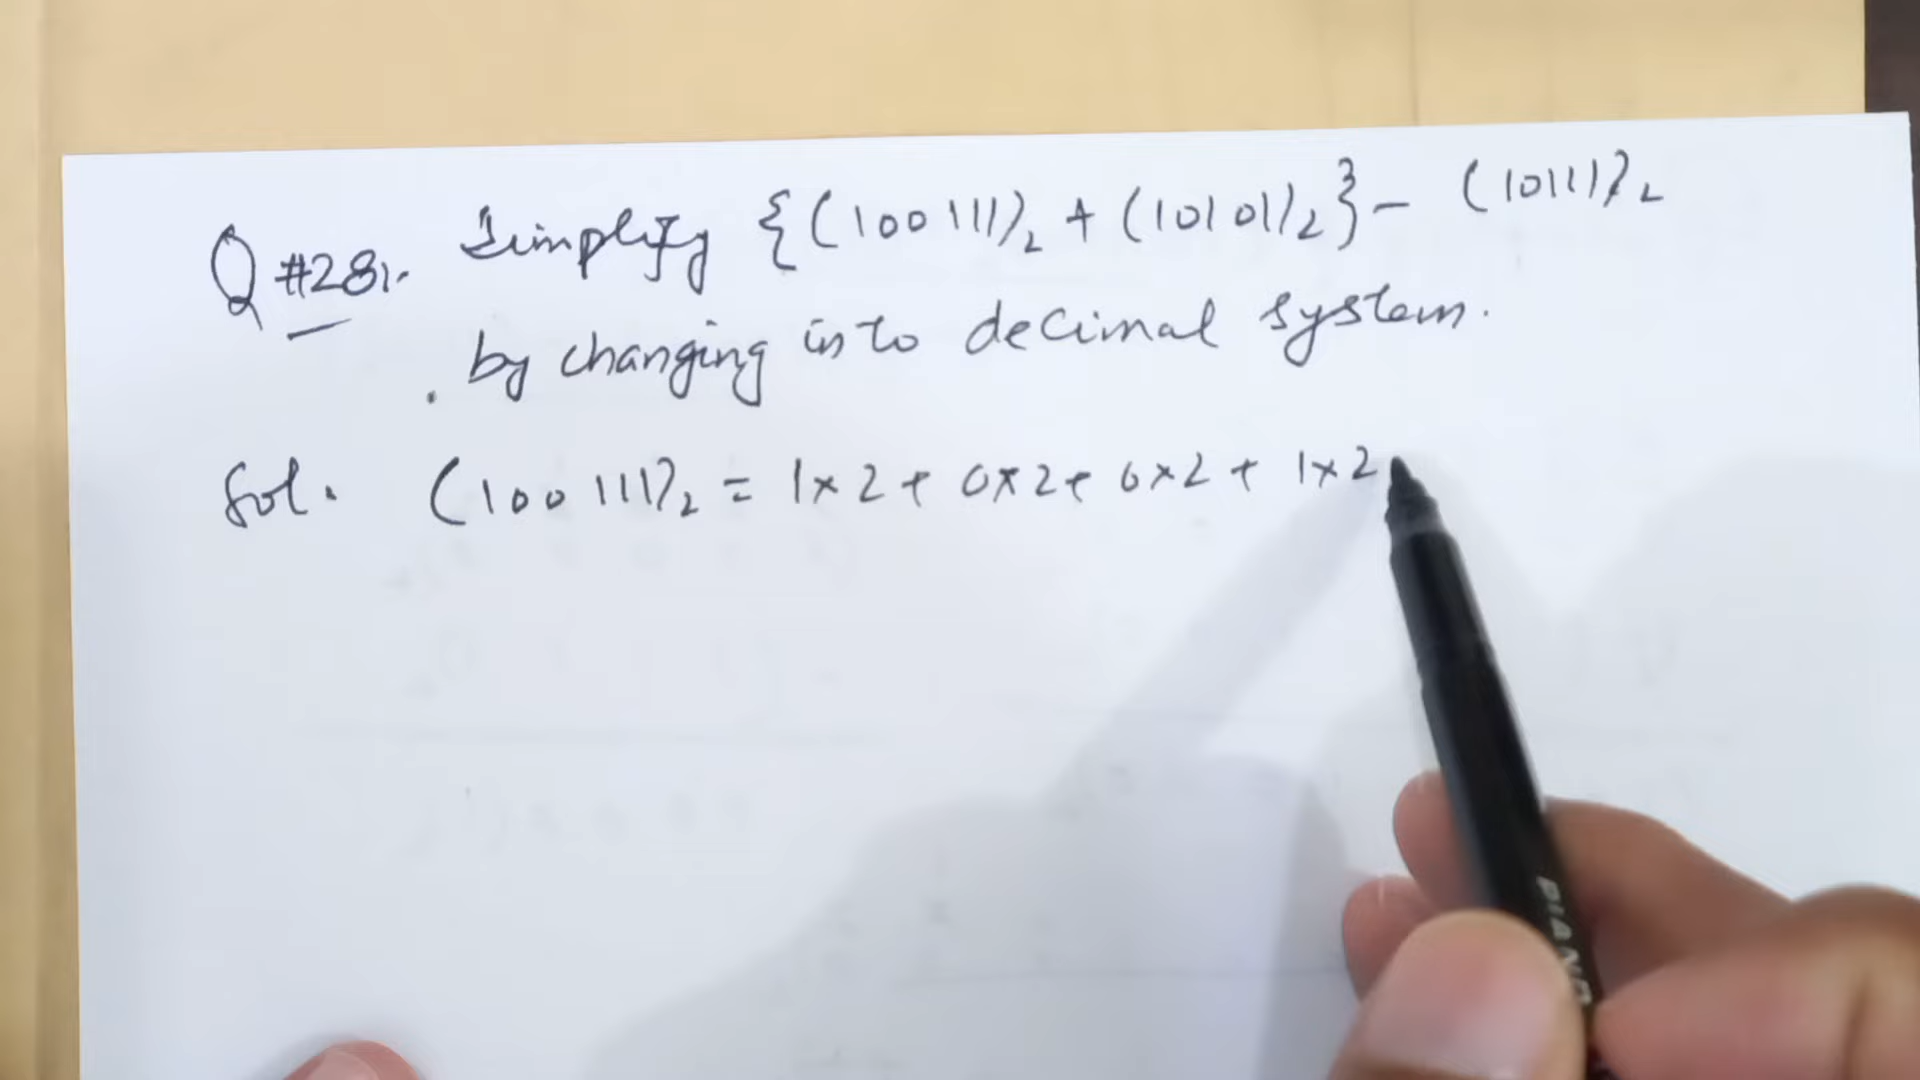 Q #28:. Simplify {(100111)₂ + (10101)₂} - (10111)₂
by changing into decimal system.
Sol. (100111)₂ = 1×2 + 0×2 + 0×2 + 1×2
PIANO